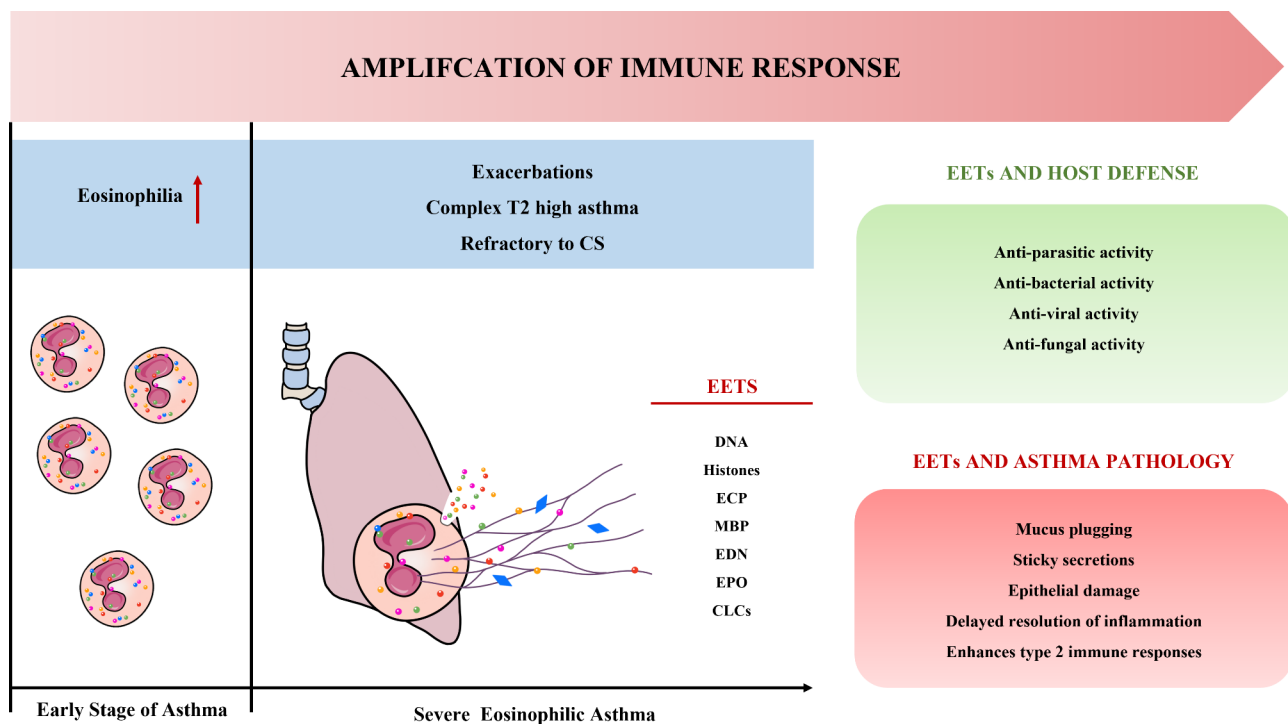 AMPLIFCATION OF IMMUNE RESPONSE
Eosinophilia
Exacerbations
Complex T2 high asthma
Refractory to CS
EETS
DNA
Histones
ECP
MBP
EDN
EPO
CLCs
Early Stage of Asthma
Severe Eosinophilic Asthma
EETs AND HOST DEFENSE
Anti-parasitic activity
Anti-bacterial activity
Anti-viral activity
Anti-fungal activity
EETs AND ASTHMA PATHOLOGY
Mucus plugging
Sticky secretions
Epithelial damage
Delayed resolution of inflammation
Enhances type 2 immune responses